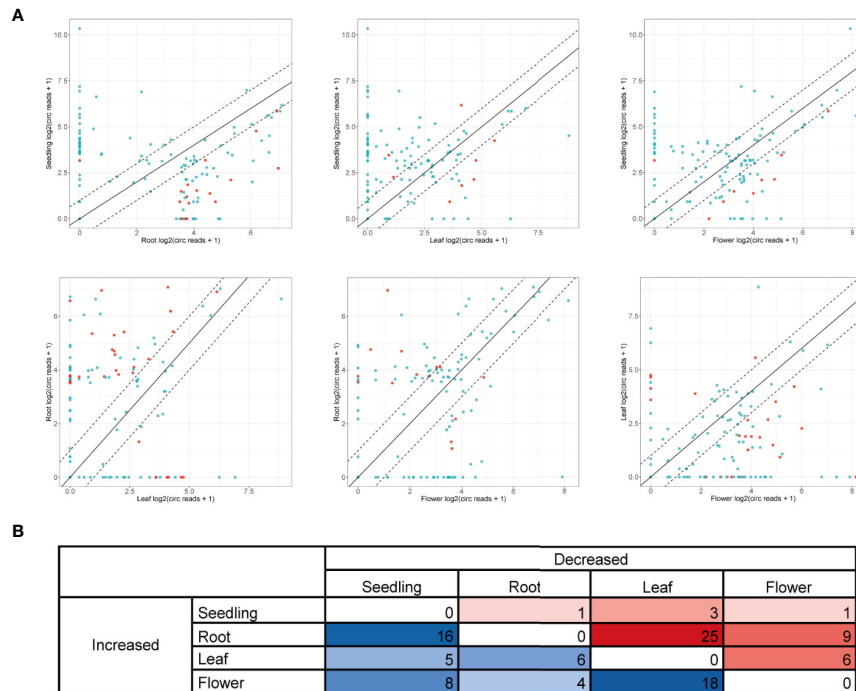 A
10.0
7.5
5.0
2.5
0.0
Seedling log2(circ reads + 1)
0
2
4
6
Root log2(circ reads + 1)
10.0
7.5
5.0
2.5
0.0
Seedling log2(circ reads + 1)
0.0
2.5
5.0
7.5
Leaf log2(circ reads + 1)
10.0
7.5
5.0
2.5
0.0
Seedling log2(circ reads + 1)
0
2
4
6
8
Flower log2(circ reads + 1)
6
4
2
0
Root log2(circ reads + 1)
0.0
2.5
5.0
7.5
Leaf log2(circ reads + 1)
6
4
2
0
Root log2(circ reads + 1)
0
2
4
6
8
Flower log2(circ reads + 1)
7.5
5.0
2.5
0.0
Leaf log2(circ reads + 1)
0
2
4
6
8
Flower log2(circ reads + 1)
B
Decreased
Seedling Root Leaf Flower
Increased
Seedling 0 1 3 1
Root 16 0 25 9
Leaf 5 6 0 6
Flower 8 4 18 0